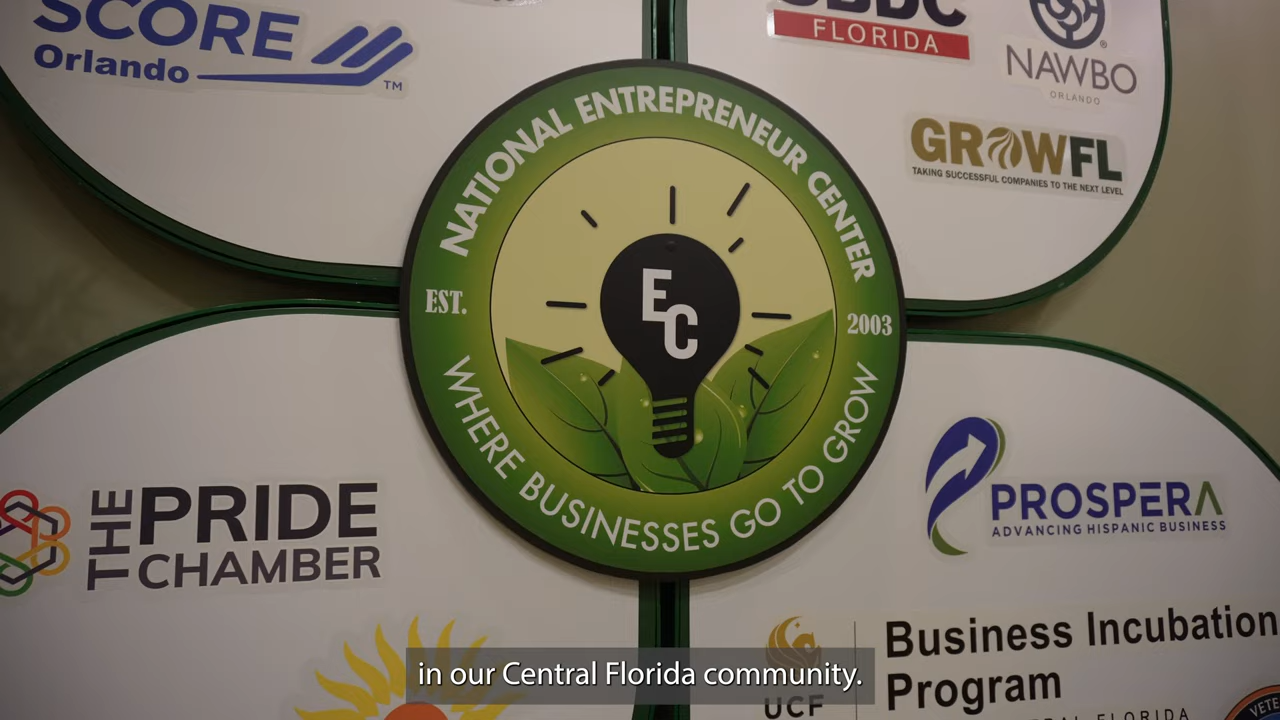 SCORE
Orlando
TM
FLORIDA
NAWBO
ORLANDO
GROWFL
TAKING SUCCESSFUL COMPANIES TO THE NEXT LEVEL
NATIONAL ENTREPRENEUR CENTER
EST.
2003
EC
WHERE BUSINESSES GO TO GROW
THE PRIDE
CHAMBER
PROSPERA
ADVANCING HISPANIC BUSINESS
UCF
Business Incubation
Program
FLORIDA
in our Central Florida community.